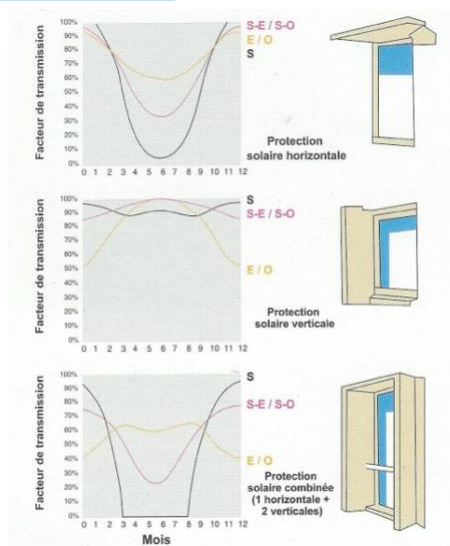 Facteur de transmission
100%
90%
80%
70%
60%
50%
40%
30%
20%
10%
0%
0 1 2 3 4 5 6 7 8 9 10 11 12
S-E / S-O
E / O
S
Protection
solaire horizontale
Facteur de transmission
100%
90%
80%
70%
60%
50%
40%
30%
20%
10%
0%
0 1 2 3 4 5 6 7 8 9 10 11 12
S
S-E / S-O
E / O
Protection
solaire verticale
Facteur de transmission
100%
90%
80%
70%
60%
50%
40%
30%
20%
10%
0%
0 1 2 3 4 5 6 7 8 9 10 11 12
Mois
S
S-E / S-O
E / O
Protection
solaire combinée
(1 horizontale +
2 verticales)